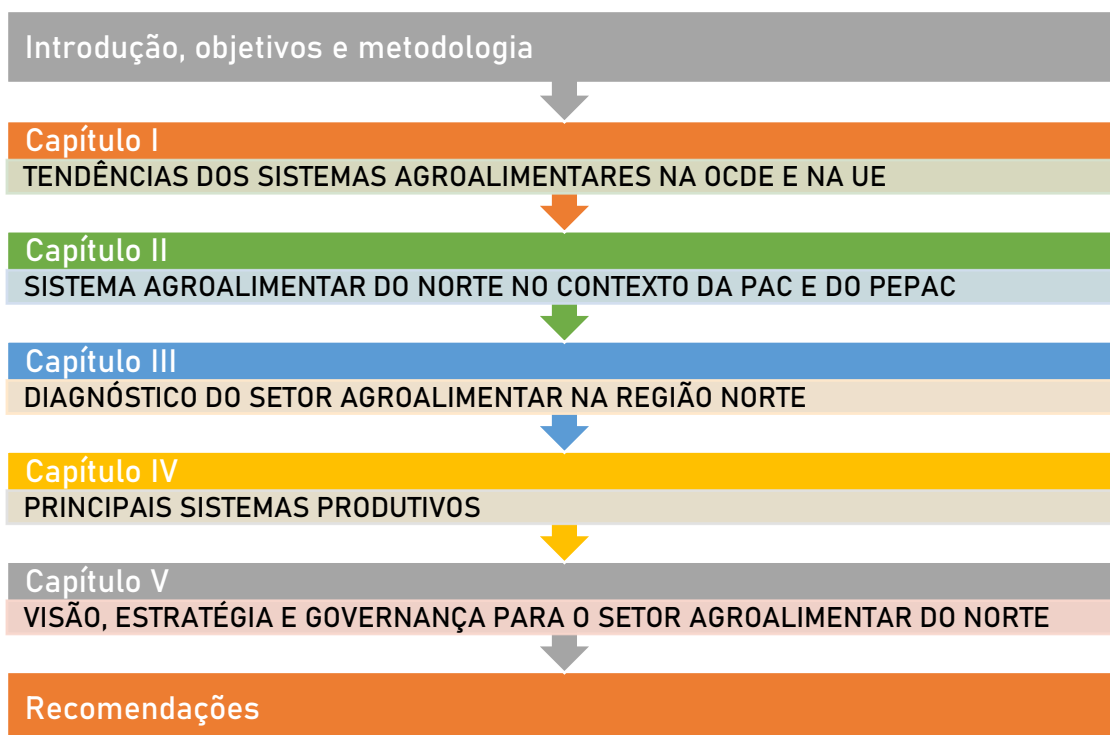 Introdução, objetivos e metodologia
Capítulo I
TENDÊNCIAS DOS SISTEMAS AGROALIMENTARES NA OCDE E NA UE
Capítulo II
SISTEMA AGROALIMENTAR DO NORTE NO CONTEXTO DA PAC E DO PEPAC
Capítulo III
DIAGNÓSTICO DO SETOR AGROALIMENTAR NA REGIÃO NORTE
Capítulo IV
PRINCIPAIS SISTEMAS PRODUTIVOS
Capítulo V
VISÃO, ESTRATÉGIA E GOVERNANÇA PARA O SETOR AGROALIMENTAR DO NORTE
Recomendações